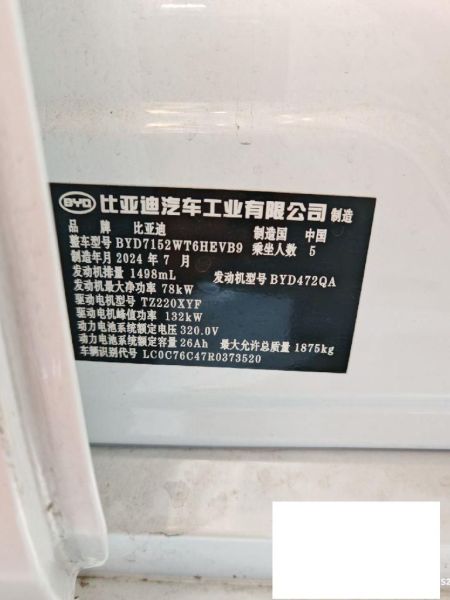 BYD 比亚迪汽车工业有限公司 制造
品 牌 比亚迪 制造国 中国
整车型号 BYD7152WT6HEVB9 乘坐人数 5
制造年月 2024 年 7 月
发动机排量 1498mL 发动机型号 BYD472QA
发动机最大净功率 78kW
驱动电机型号 TZ220XYF
驱动电机峰值功率 132kW
动力电池系统额定电压 320.0V
动力电池系统额定容量 26Ah 最大允许总质量 1875kg
车辆识别代号 LC0C76C47R0373520